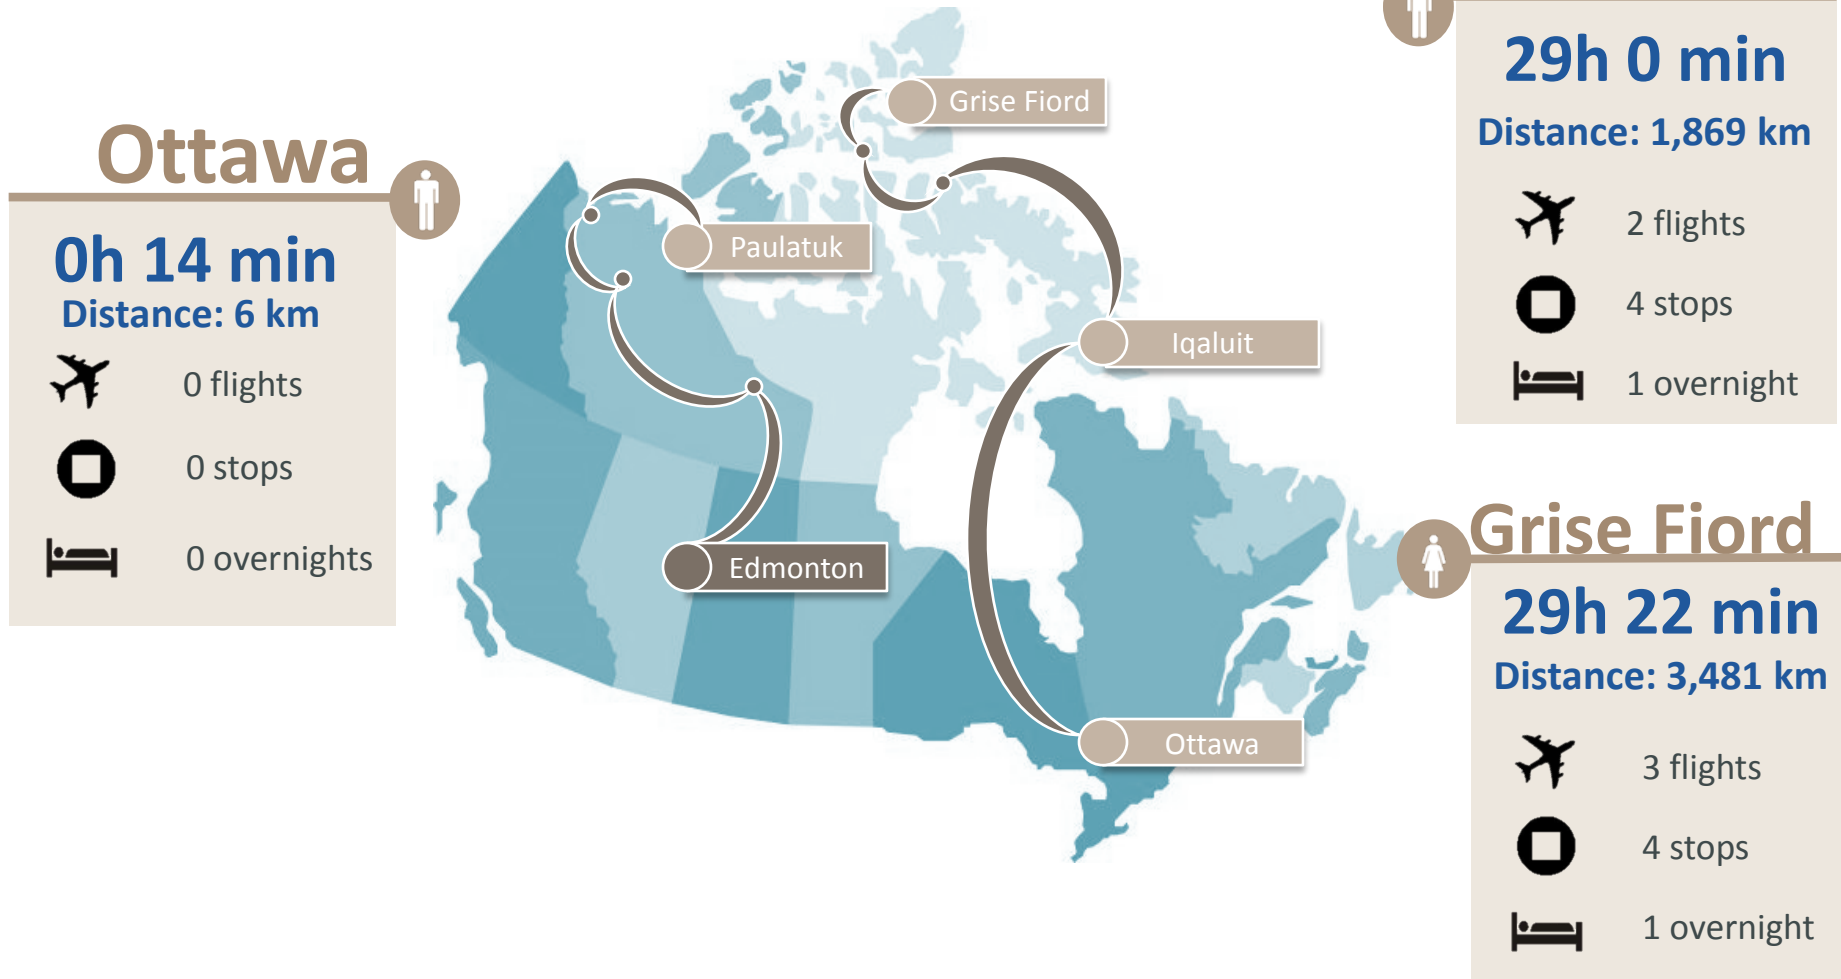 Ottawa
0h 14 min
Distance: 6 km
0 flights
0 stops
0 overnights
Grise Fiord
Paulatuk
Iqaluit
Edmonton
Ottawa
29h 0 min
Distance: 1,869 km
2 flights
4 stops
1 overnight
Grise Fiord
29h 22 min
Distance: 3,481 km
3 flights
4 stops
1 overnight